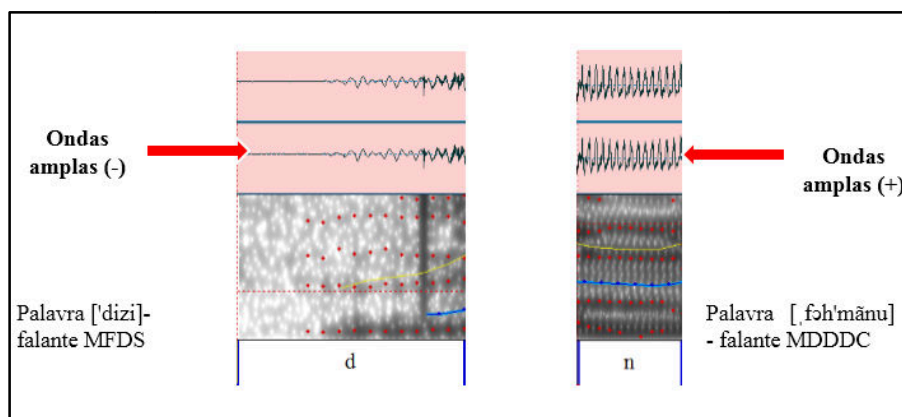 Ondas
amplas (-)
Ondas
amplas (+)
Palavra ['dizi]-
falante MFDS
Palavra [ˌfɔh'mãnu]
- falante MDDDC
d
n